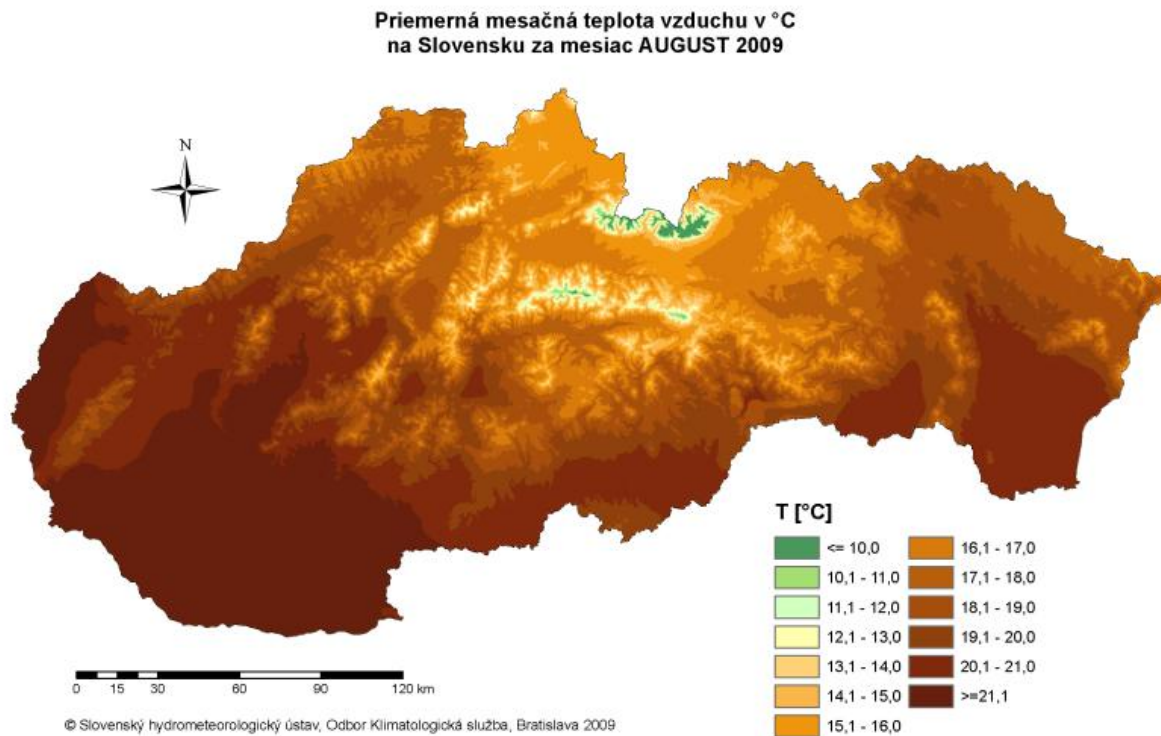 Priemerná mesačná teplota vzduchu v °C
na Slovensku za mesiac AUGUST 2009
N
T [°C]
<= 10,0
10,1 - 11,0
11,1 - 12,0
12,1 - 13,0
13,1 - 14,0
14,1 - 15,0
15,1 - 16,0
16,1 - 17,0
17,1 - 18,0
18,1 - 19,0
19,1 - 20,0
20,1 - 21,0
>=21,1
0 15 30 60 90 120 km
© Slovenský hydrometeorologický ústav, Odbor Klimatologická služba, Bratislava 2009